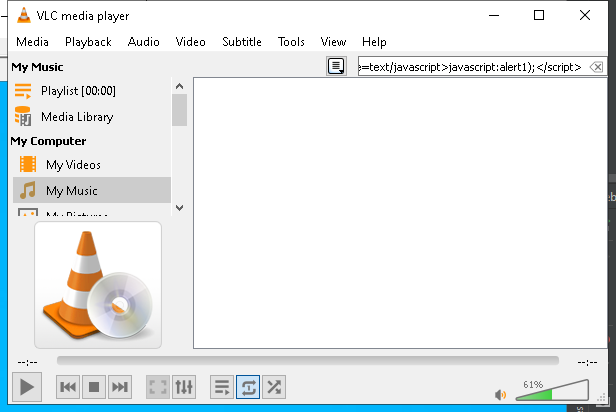 VLC media player
Media Playback Audio Video Subtitle Tools View Help
My Music
e=text/javascript>javascript:alert1);</script>
Playlist [00:00]
Media Library
My Computer
My Videos
My Music
My Pictures
--:--
--:--
61%